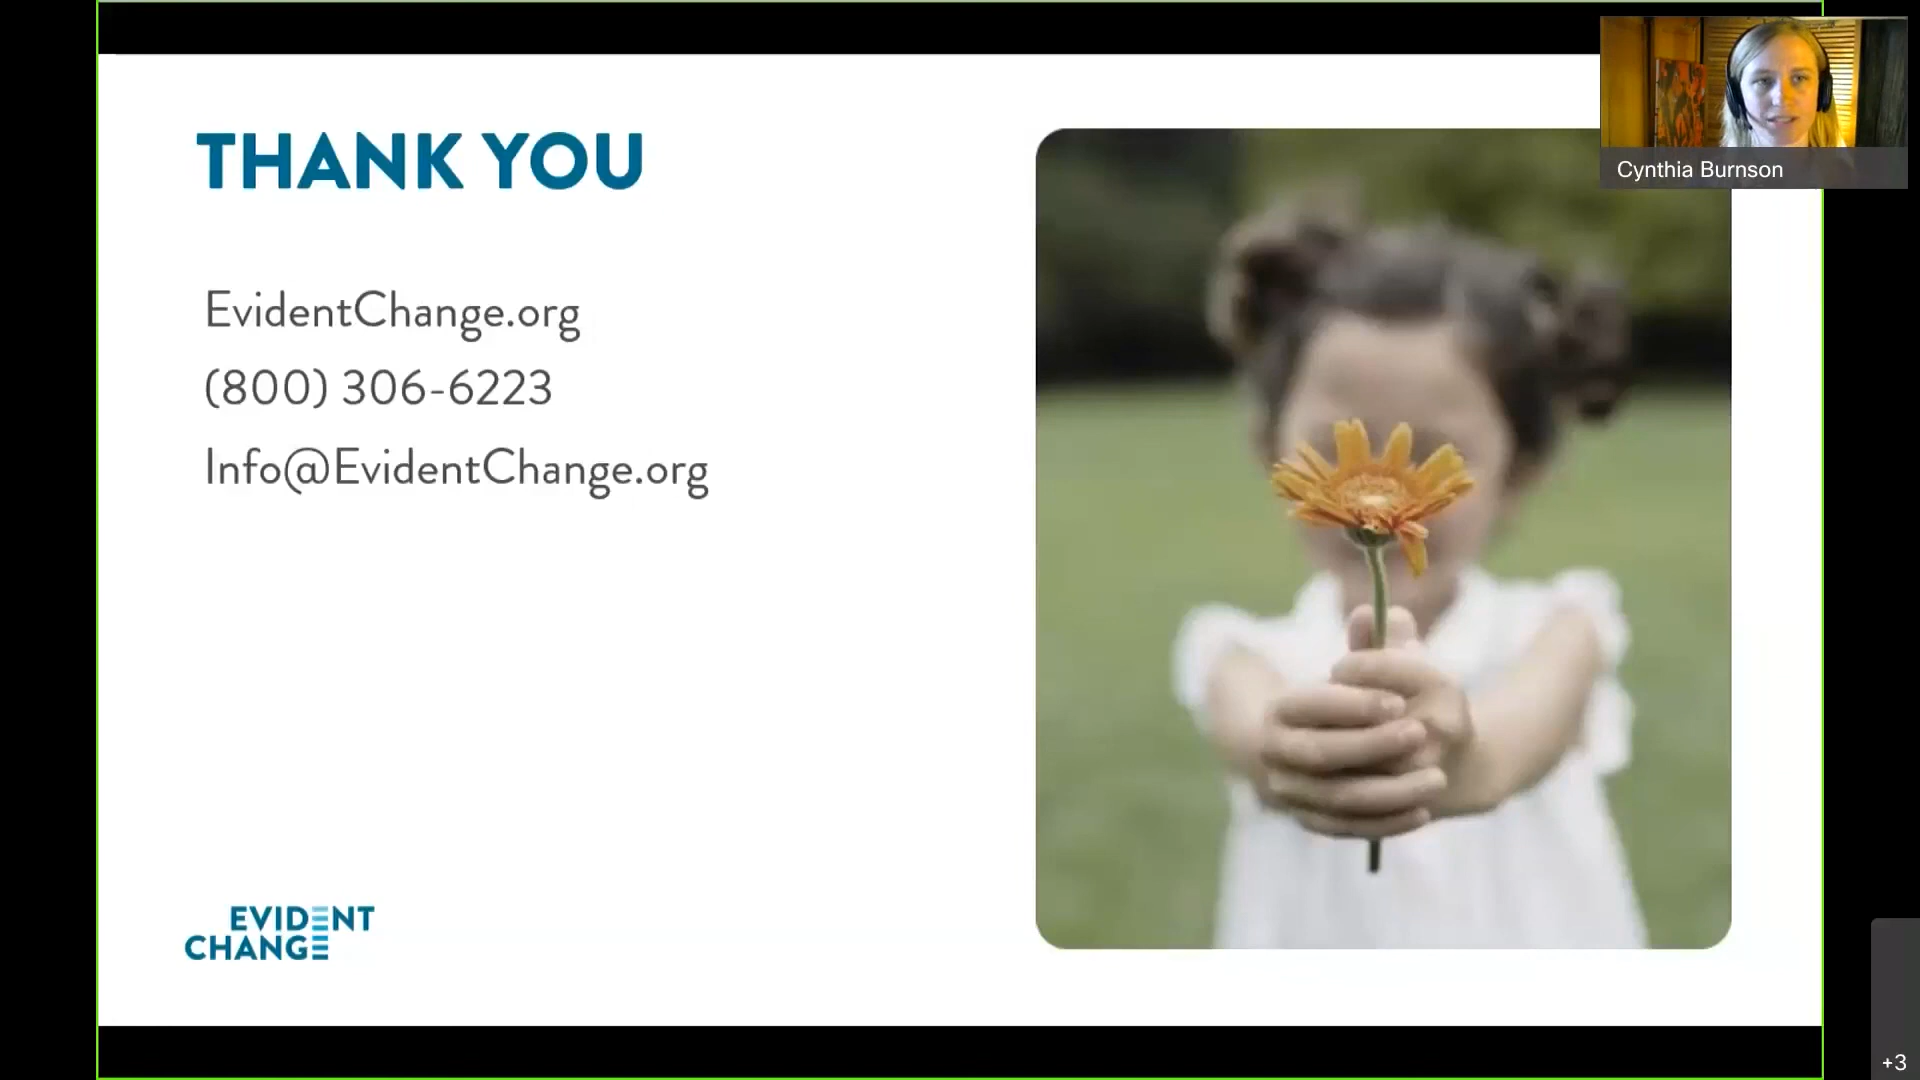 THANK YOU
EvidentChange.org
(800) 306-6223
Info@EvidentChange.org
EVIDENT
CHANGE
Cynthia Burnson
+3